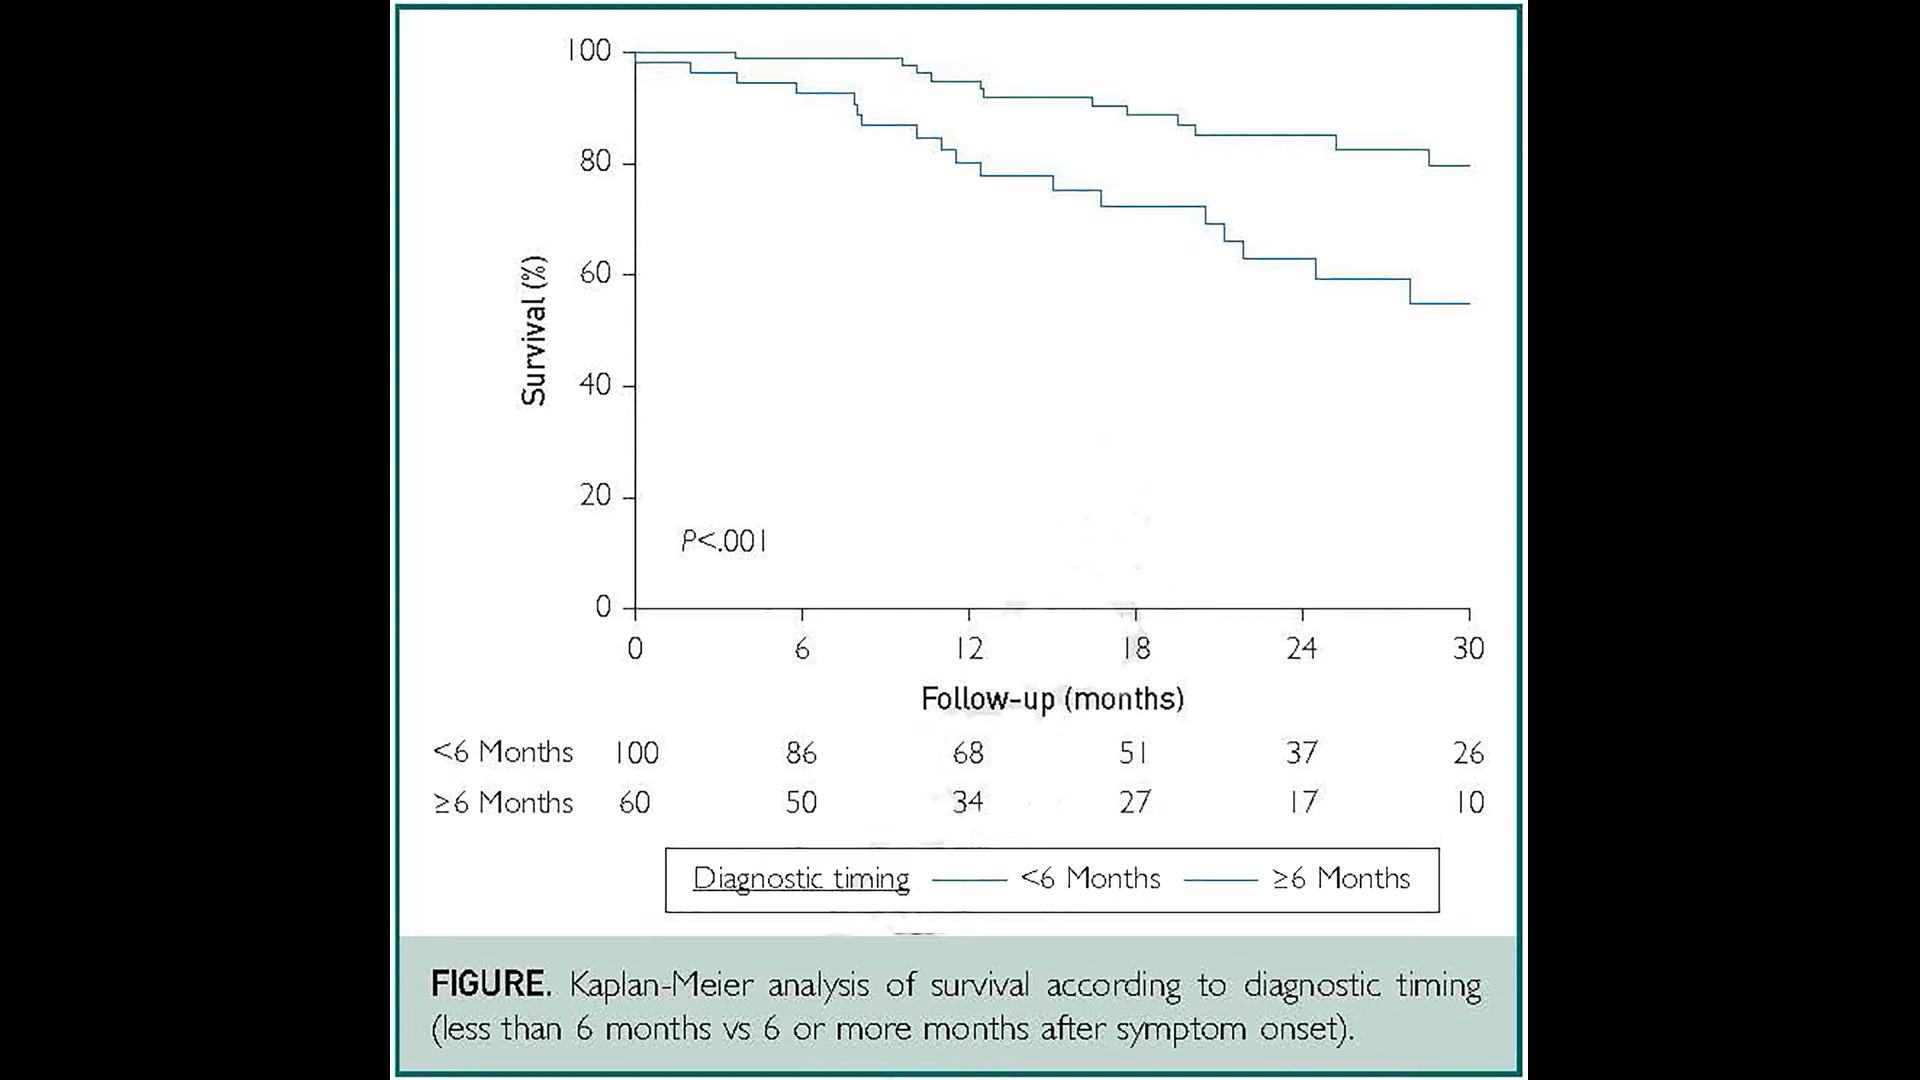 100
80
60
40
20
0
Survival (%)
P<.001
0 6 12 18 24 30
Follow-up (months)
<6 Months 100 86 68 51 37 26
≥6 Months 60 50 34 27 17 10
Diagnostic timing <6 Months ≥6 Months
FIGURE. Kaplan-Meier analysis of survival according to diagnostic timing
(less than 6 months vs 6 or more months after symptom onset).